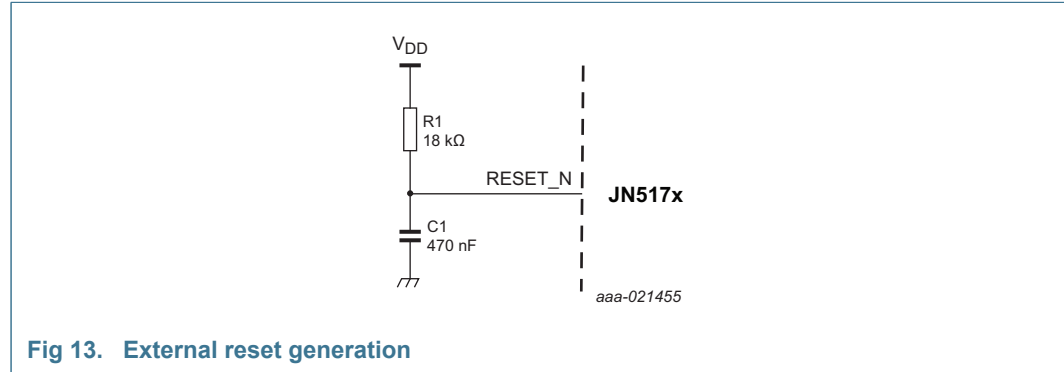 VDD
R1
18 kΩ
RESET_N
JN517x
C1
470 nF
aaa-021455
Fig 13. External reset generation